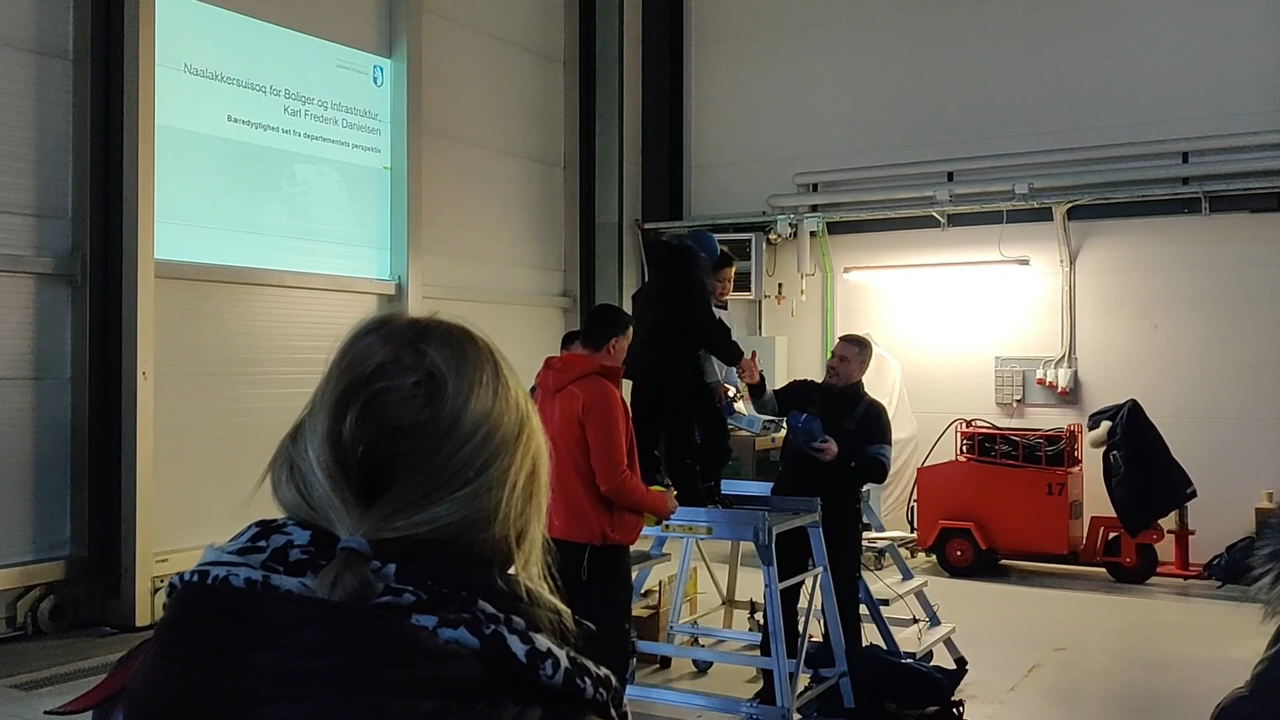 Naalakkersuisoq for Boliger og Infrastruktur,
Karl Frederik Danielsen
Bæredygtighed set fra departementets perspektiv
17